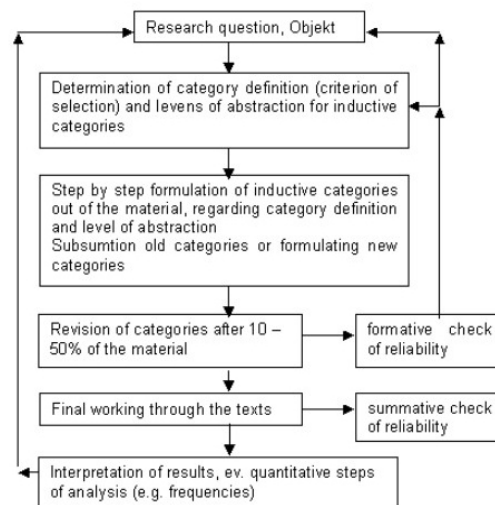 Research question, Objekt
Determination of category definition (criterion of
selection) and levens of abstraction for inductive
categories
Step by step formulation of inductive categories
out of the material, regarding category definition
and level of abstraction
Subsumtion old categories or formulating new
categories
Revision of categories after 10 –
50% of the material
formative check
of reliability
Final working through the texts
summative check
of reliability
Interpretation of results, ev. quantitative steps
of analysis (e.g. frequencies)